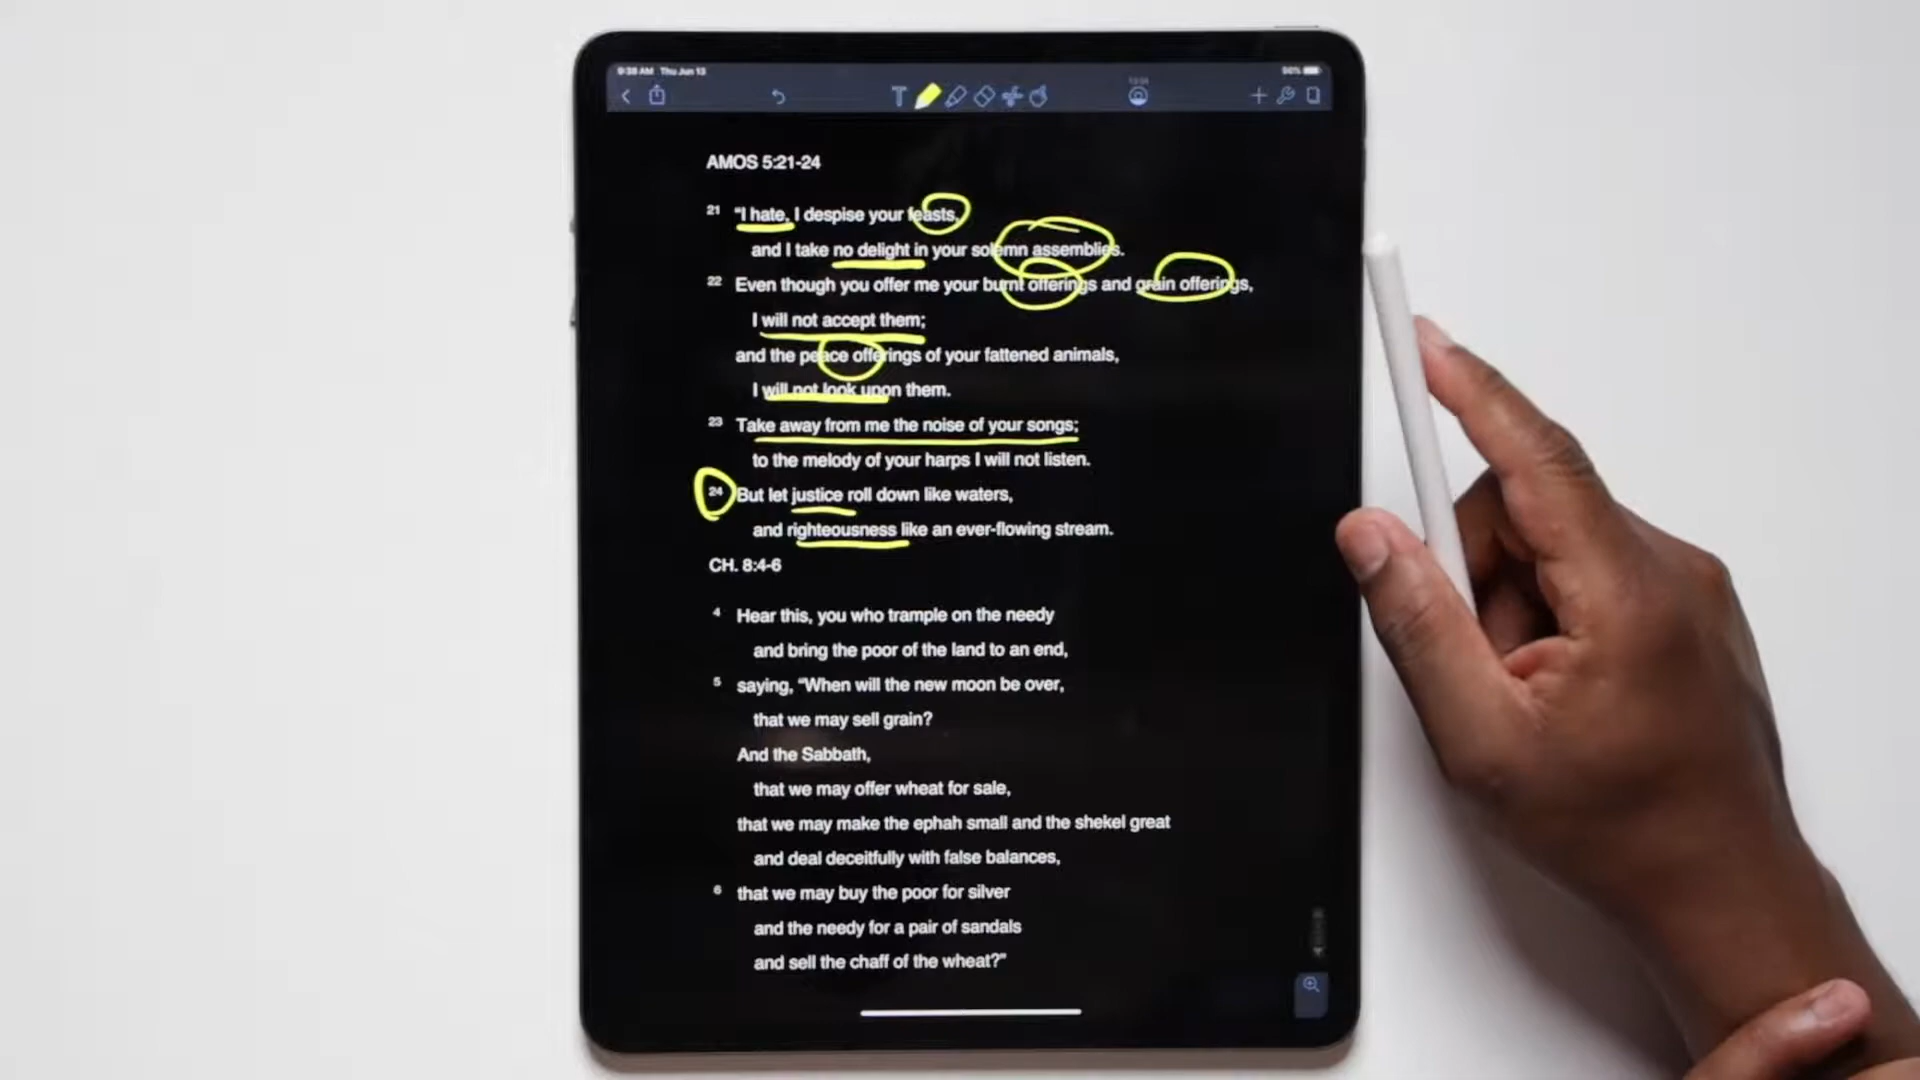 9:38 AM Thu Jun 13
90%
AMOS 5:21-24
21 “I hate, I despise your feasts,
and I take no delight in your solemn assemblies.
22 Even though you offer me your burnt offerings and grain offerings,
I will not accept them;
and the peace offerings of your fattened animals,
I will not look upon them.
23 Take away from me the noise of your songs;
to the melody of your harps I will not listen.
24 But let justice roll down like waters,
and righteousness like an ever-flowing stream.
CH. 8:4-6
4 Hear this, you who trample on the needy
and bring the poor of the land to an end,
5 saying, “When will the new moon be over,
that we may sell grain?
And the Sabbath,
that we may offer wheat for sale,
that we may make the ephah small and the shekel great
and deal deceitfully with false balances,
6 that we may buy the poor for silver
and the needy for a pair of sandals
and sell the chaff of the wheat?”